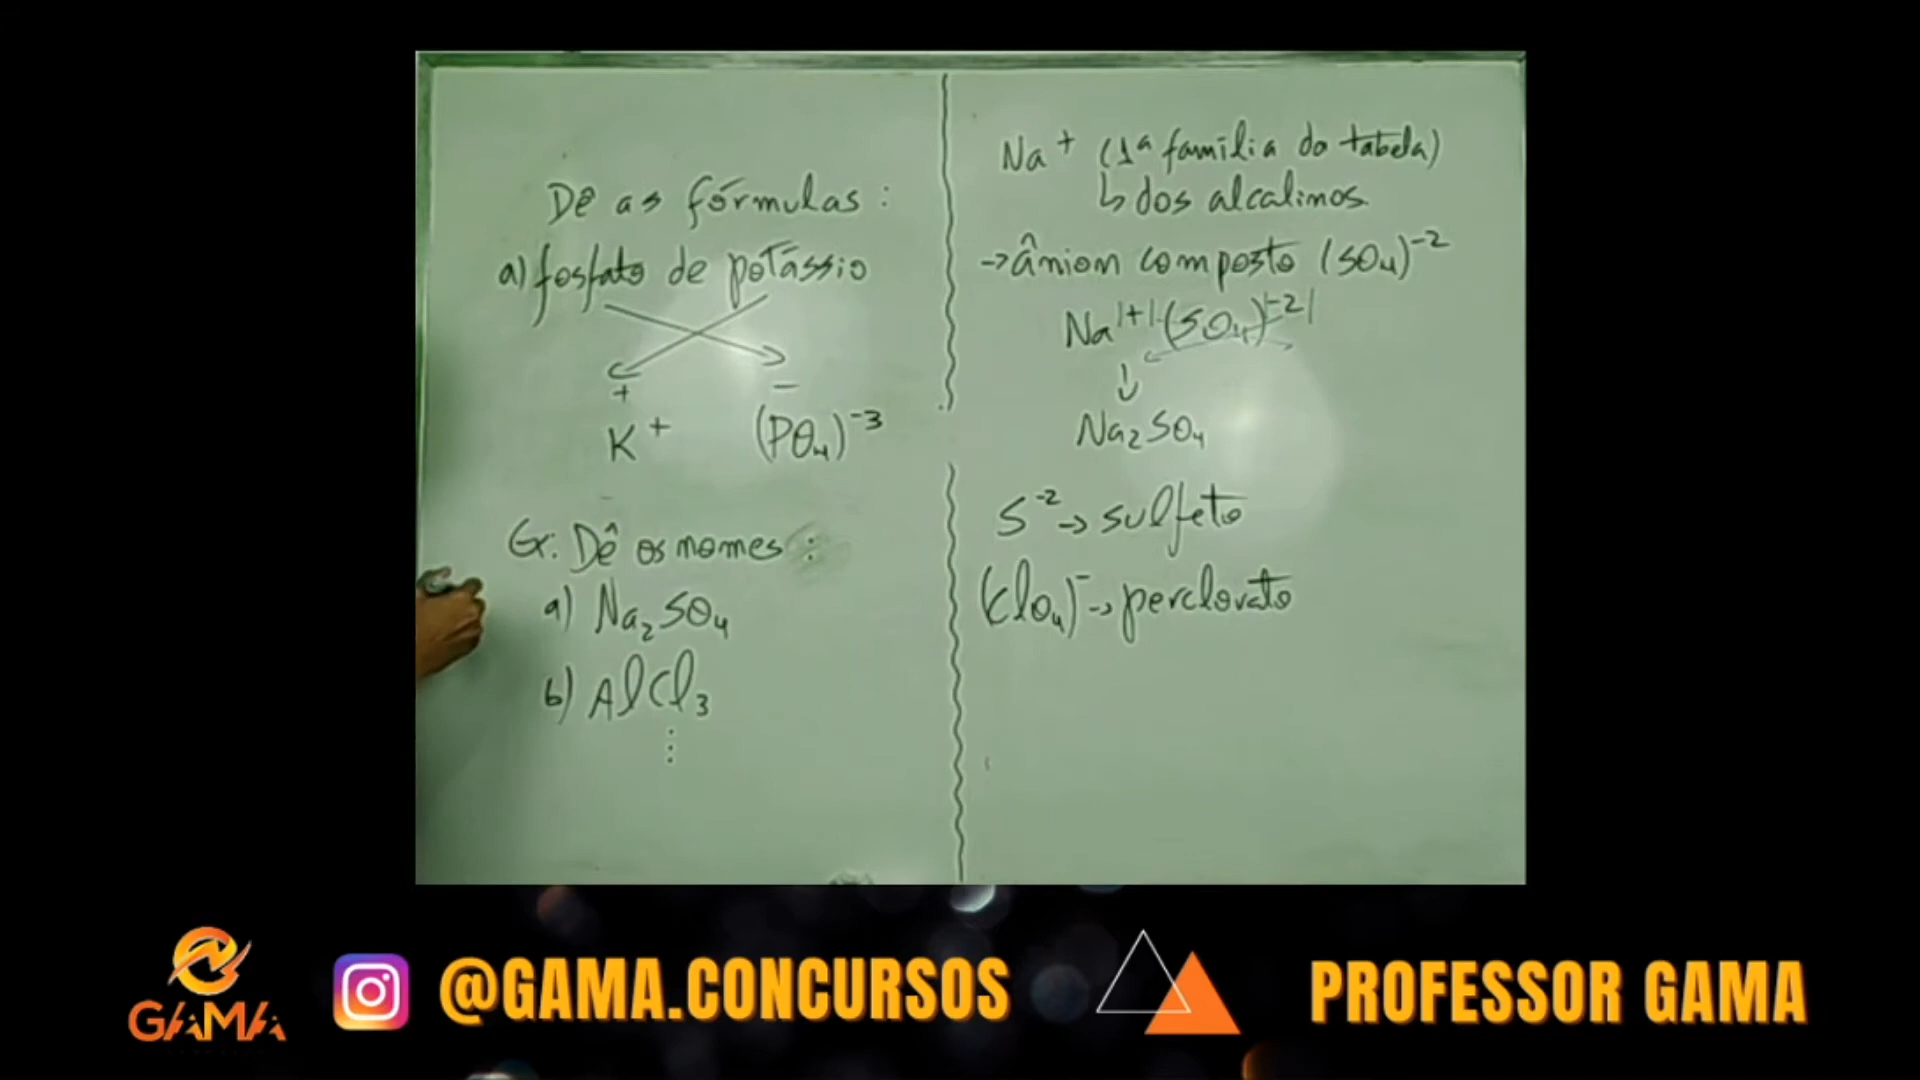 Dê as fórmulas:
a) fosfato de potássio
+ −
K⁺ (PO₄)⁻³
Ex. Dê os nomes:
a) Na₂SO₄
b) AlCl₃
⋮
Na⁺ (1ª família da tabela)
↳ dos alcalinos.
→ ânion composto (SO₄)⁻²
Na|⁺|(SO₄)|⁻²|
↓
Na₂SO₄
S⁻² → sulfeto
(ClO₄)⁻ → perclorato
GAMA
@GAMA.CONCURSOS
PROFESSOR GAMA